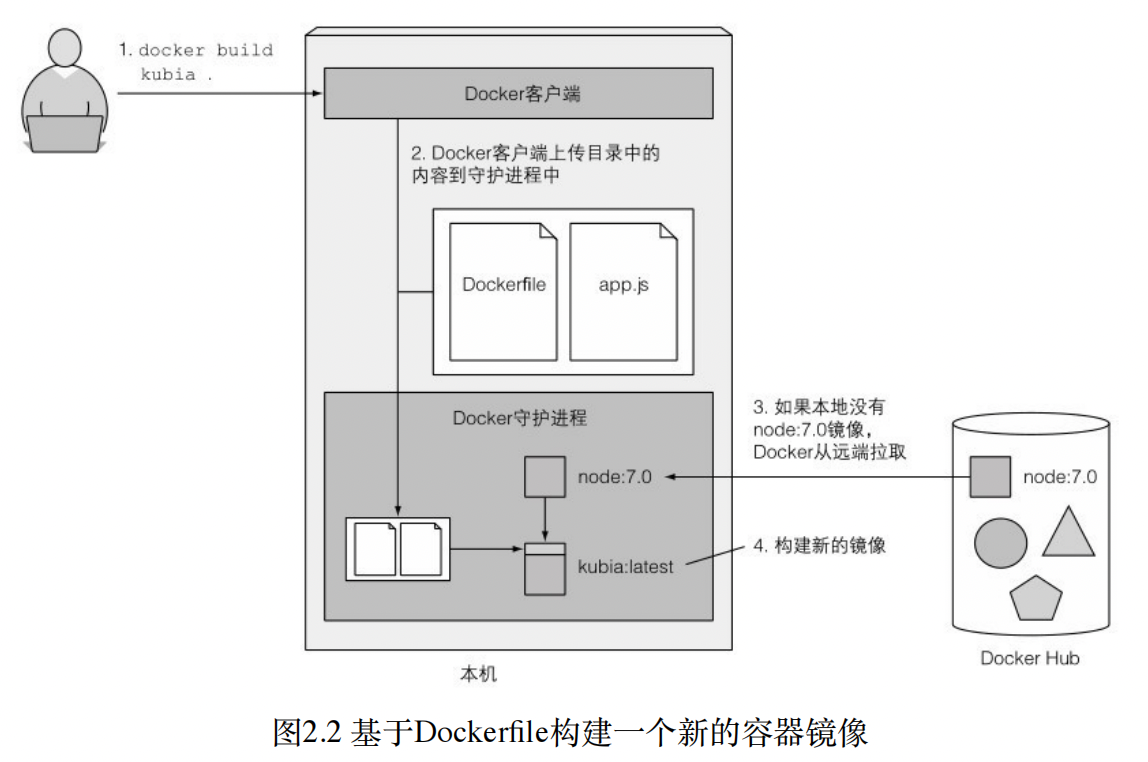 1. docker build
kubia .
Docker客户端
2. Docker客户端上传目录中的
内容到守护进程中
Dockerfile
app.js
Docker守护进程
3. 如果本地没有
node:7.0镜像，
Docker从远端拉取
node:7.0
node:7.0
4. 构建新的镜像
kubia:latest
Docker Hub
本机
图2.2 基于Dockerfile构建一个新的容器镜像